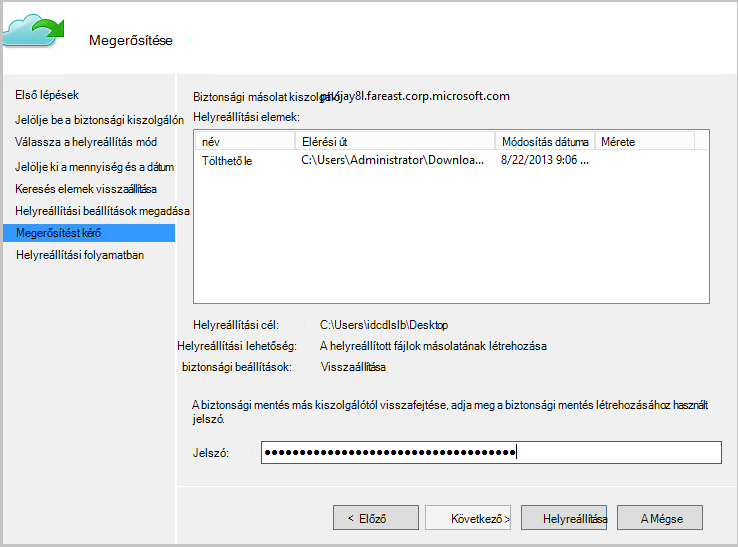 Megerősítése
Első lépések
Jelölje be a biztonsági kiszolgálón
Válassza a helyreállítás mód
Jelölje ki a mennyiség és a dátum
Keresés elemek visszaállítása
Helyreállítási beállítások megadása
Megerősítést kérő
Helyreállítási folyamatban
Biztonsági másolat kiszolgáló: .fareast.corp.microsoft.com
Helyreállítási elemek:
név Elérési út Módosítás dátuma Mérete
Tölthető le C:\Users\Administrator\Downloa... 8/22/2013 9:06 ...
Helyreállítási cél: C:\Users\idcdlslb\Desktop
Helyreállítási lehetőség: A helyreállított fájlok másolatának létrehozása
biztonsági beállítások: Visszaállítása
A biztonsági mentés más kiszolgálótól visszafejtése, adja meg a biztonsági mentés létrehozásához használt
jelszó.
Jelszó:
< Előző Következő > Helyreállítása A Mégse